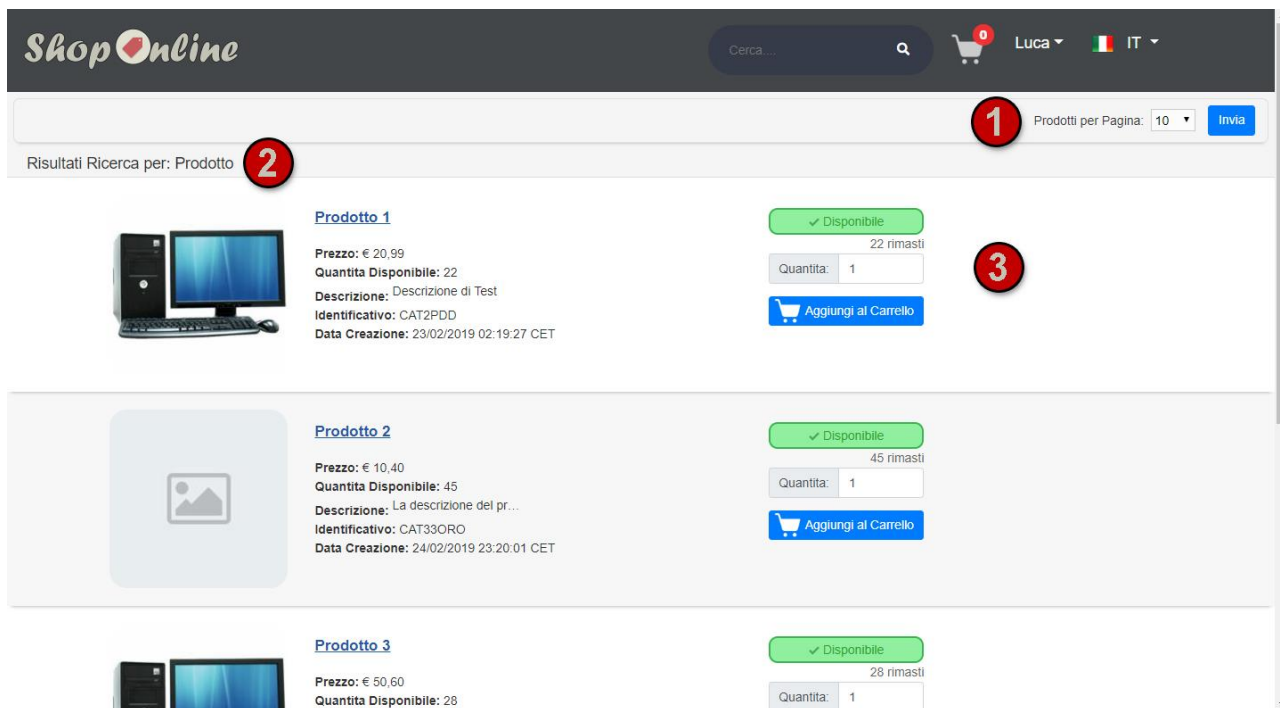 Shop Online
Cerca....
0
Luca
IT
1
Prodotti per Pagina: 10
Invia
Risultati Ricerca per: Prodotto
2
Prodotto 1
Prezzo: € 20,99
Quantita Disponibile: 22
Descrizione: Descrizione di Test
Identificativo: CAT2PDD
Data Creazione: 23/02/2019 02:19:27 CET
Disponibile
22 rimasti
Quantita: 1
Aggiungi al Carrello
3
Prodotto 2
Prezzo: € 10,40
Quantita Disponibile: 45
Descrizione: La descrizione del pr...
Identificativo: CAT33ORO
Data Creazione: 24/02/2019 23:20:01 CET
Disponibile
45 rimasti
Quantita: 1
Aggiungi al Carrello
Prodotto 3
Prezzo: € 50,60
Quantita Disponibile: 28
Disponibile
28 rimasti
Quantita: 1